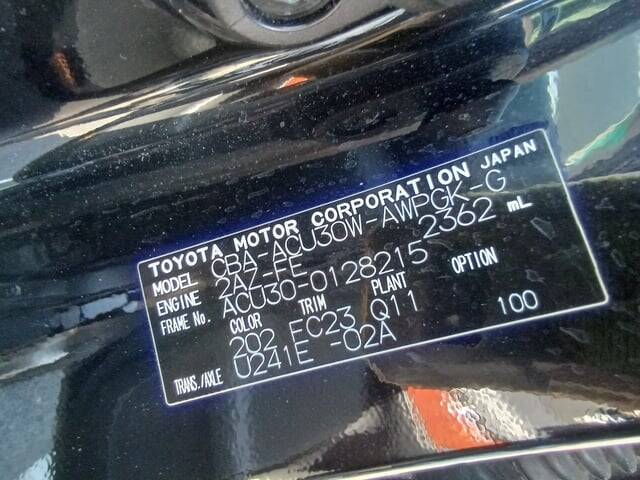 TOYOTA MOTOR CORPORATION JAPAN
MODEL CBA-ACU30W-AWPGK-G
ENGINE 2AZ-FE 2362 mL
FRAME No. ACU30-0128215
COLOR TRIM PLANT OPTION
202 FC23 Q11
TRANS./AXLE U241E -02A 100